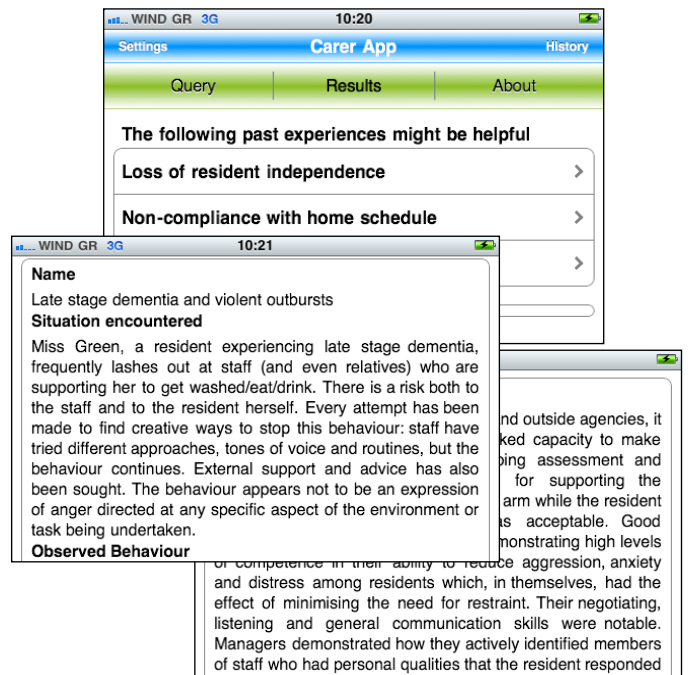 WIND GR 3G 10:20
Settings Carer App History
Query Results About
The following past experiences might be helpful
Loss of resident independence
Non-compliance with home schedule
WIND GR 3G 10:21
Name
Late stage dementia and violent outbursts
Situation encountered
Miss Green, a resident experiencing late stage dementia,
frequently lashes out at staff (and even relatives) who are
supporting her to get washed/eat/drink. There is a risk both to
the staff and to the resident herself. Every attempt has been
made to find creative ways to stop this behaviour: staff have
tried different approaches, tones of voice and routines, but the
behaviour continues. External support and advice has also
been sought. The behaviour appears not to be an expression
of anger directed at any specific aspect of the environment or
task being undertaken.
Observed Behaviour
and outside agencies, it
capacity to make
assessment and
for supporting the
arm while the resident
acceptable. Good
demonstrating high levels
of competence in their ability to reduce aggression, anxiety
and distress among residents which, in themselves, had the
effect of minimising the need for restraint. Their negotiating,
listening and general communication skills were notable.
Managers demonstrated how they actively identified members
of staff who had personal qualities that the resident responded